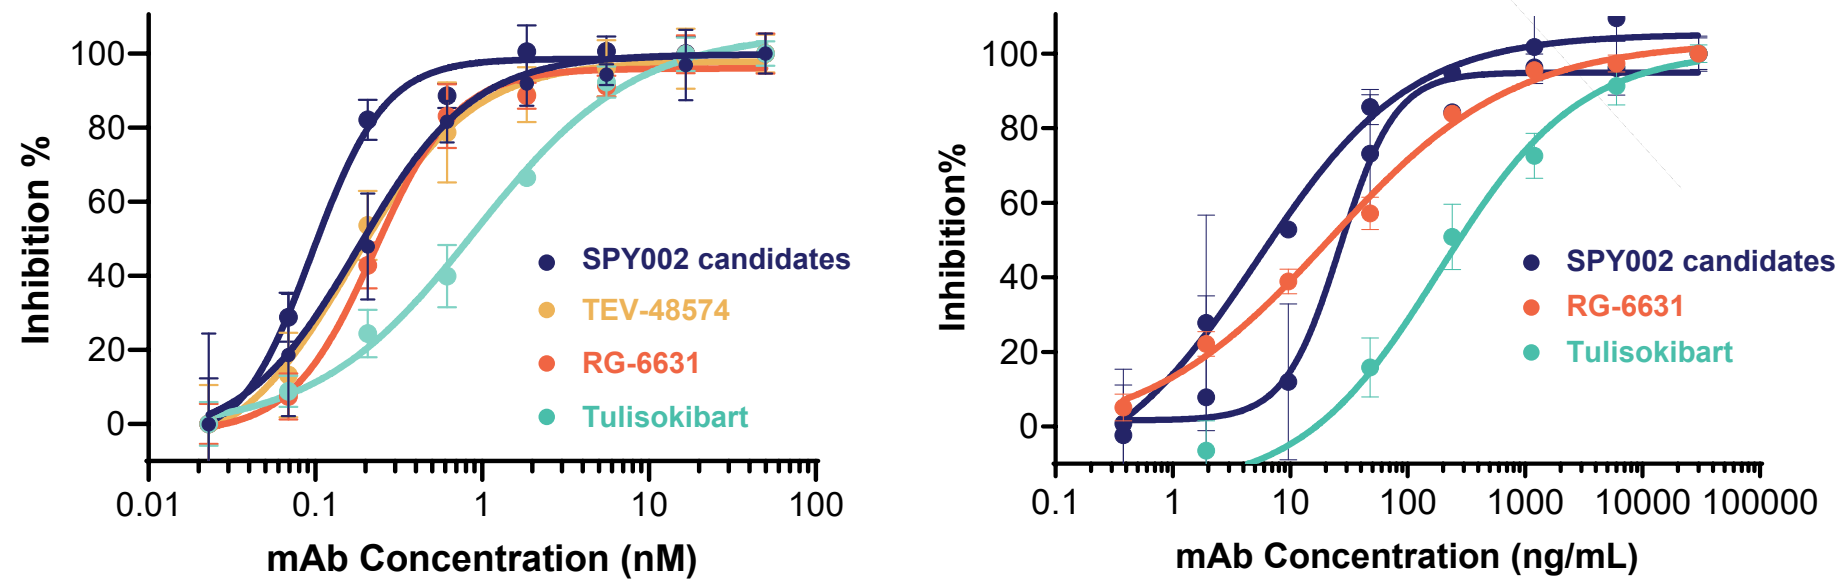 Inhibition %
100
80
60
40
20
0
0.01 0.1 1 10 100
mAb Concentration (nM)
SPY002 candidates
TEV-48574
RG-6631
Tulisokibart
Inhibition%
100
80
60
40
20
0
0.1 1 10 100 1000 10000 100000
mAb Concentration (ng/mL)
SPY002 candidates
RG-6631
Tulisokibart